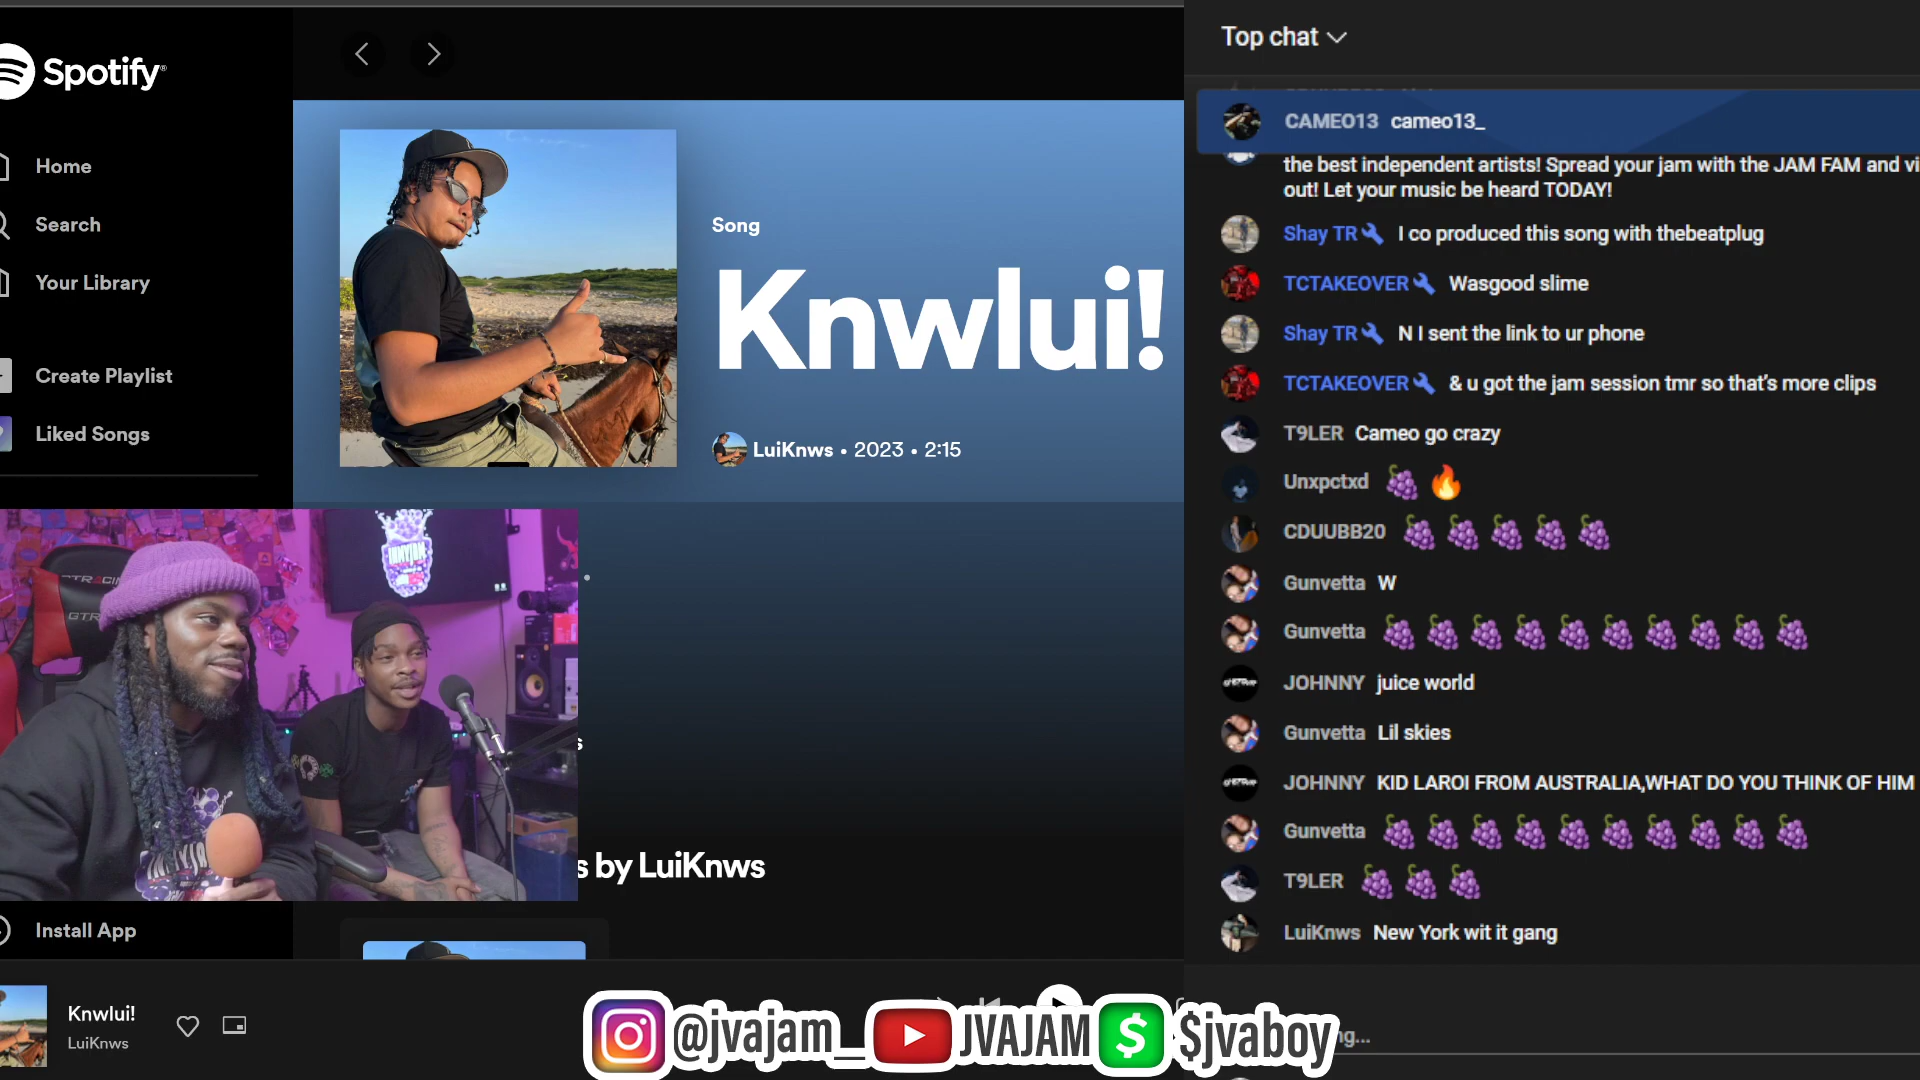 Spotify
Home
Search
Your Library
Create Playlist
Liked Songs
Install App
Song
Knwlui!
LuiKnws • 2023 • 2:15
s by LuiKnws
Knwlui!
LuiKnws
@jvajam_
JVAJAM
$jvaboy
Top chat
CAMEO13 cameo13_
the best independent artists! Spread your jam with the JAM FAM and vi
out! Let your music be heard TODAY!
Shay TR I co produced this song with thebeatplug
TCTAKEOVER Wasgood slime
Shay TR N I sent the link to ur phone
TCTAKEOVER & u got the jam session tmr so that's more clips
T9LER Cameo go crazy
Unxpctxd 🍇🔥
CDUUBB20 🍇🍇🍇🍇🍇
Gunvetta W
Gunvetta 🍇🍇🍇🍇🍇🍇🍇🍇🍇🍇
JOHNNY juice world
Gunvetta Lil skies
JOHNNY KID LAROI FROM AUSTRALIA,WHAT DO YOU THINK OF HIM
Gunvetta 🍇🍇🍇🍇🍇🍇🍇🍇🍇🍇
T9LER 🍇🍇🍇
LuiKnws New York wit it gang